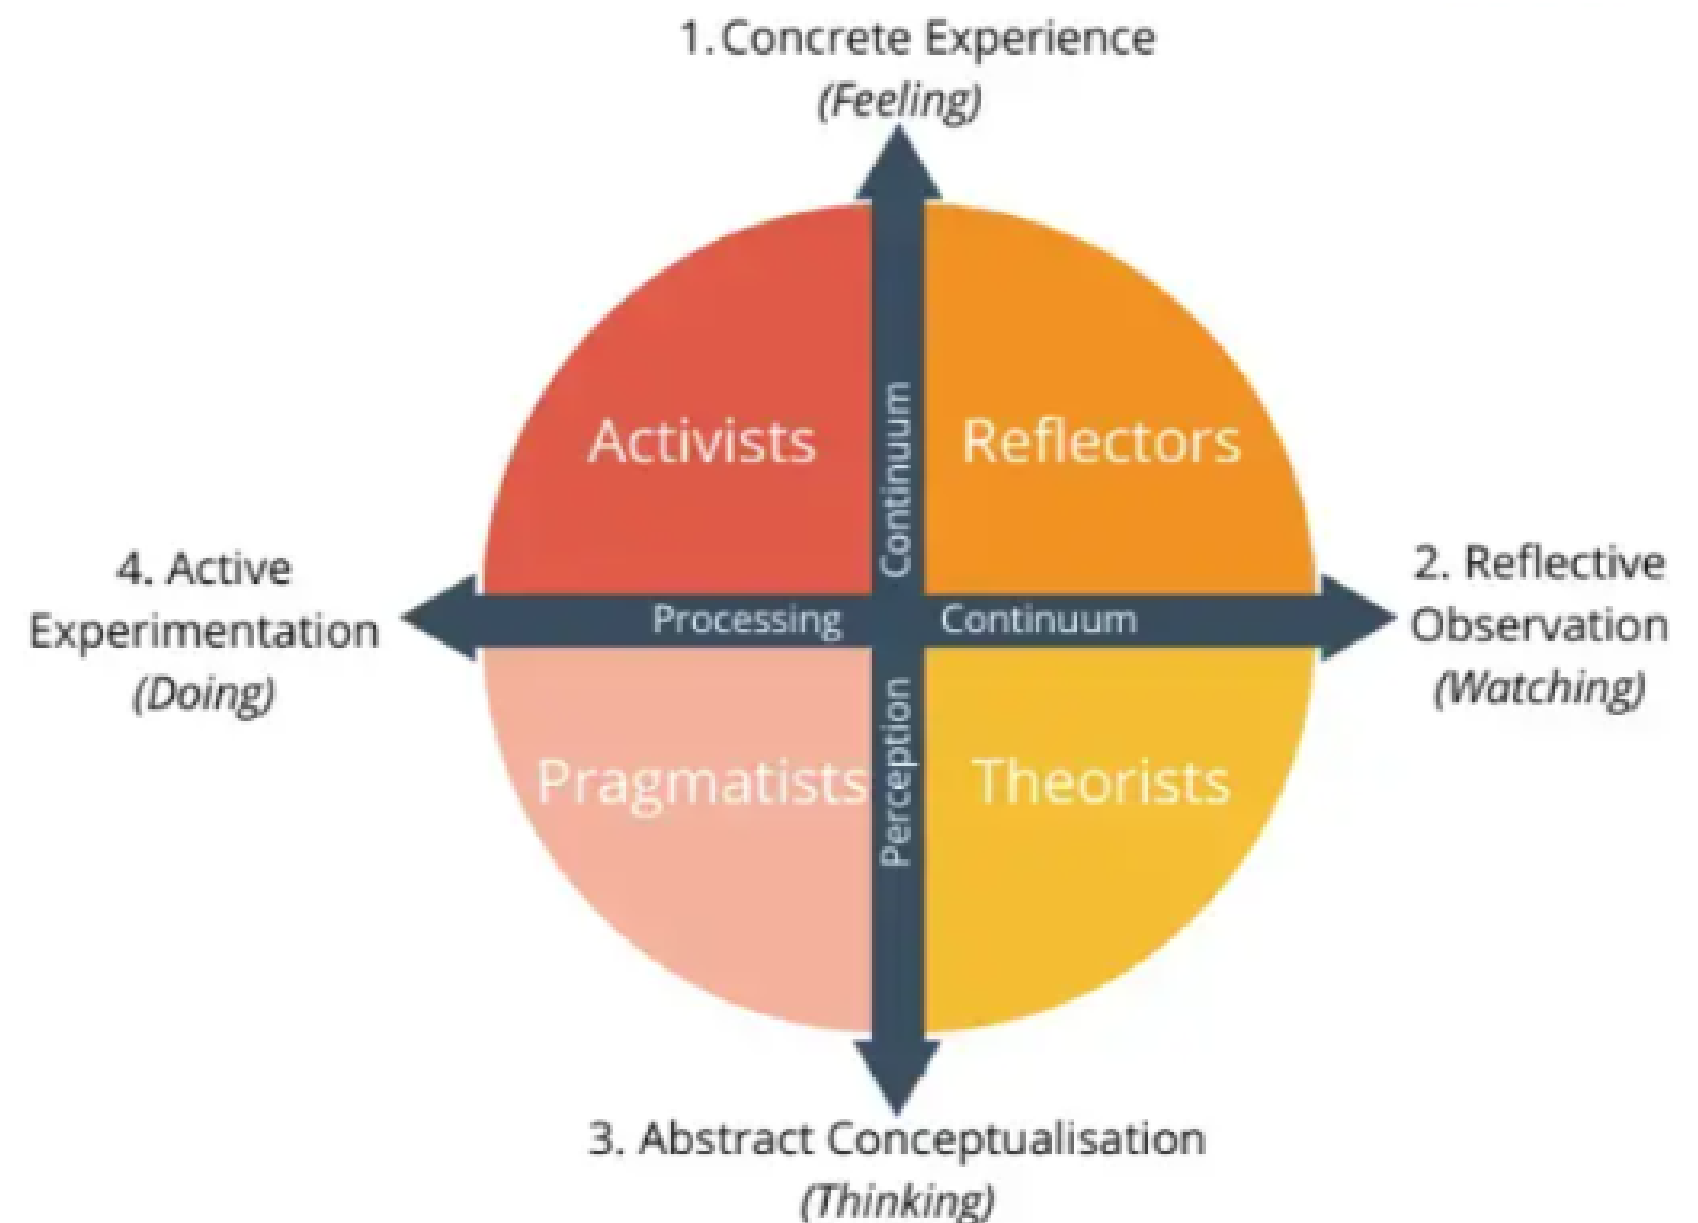 1.Concrete Experience
(Feeling)
Activists
Reflectors
Perception Continuum
Processing Continuum
4. Active
Experimentation
(Doing)
2. Reflective
Observation
(Watching)
Pragmatists
Theorists
3. Abstract Conceptualisation
(Thinking)